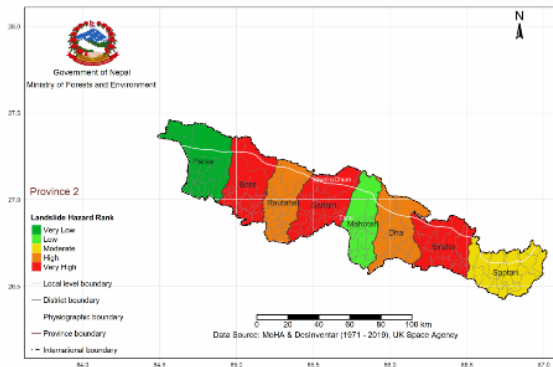 28.0
N
Government of Nepal
Ministry of Forests and Environment
27.5
Parsa
Bara
Rautahat
Sarlahi
Mahottari
Dha
Siraha
Saptari
Province 2
27.0
Landslide Hazard Rank
Very Low
Low
Moderate
High
Very High
26.5
Local level boundary
District boundary
Physiographic boundary
Province boundary
International boundary
0 20 40 60 80 100 km
Data Source: MoHA & DesInventar (1971 - 2019), UK Space Agency
84.0
84.5
85.0
85.5
86.0
86.5
87.0